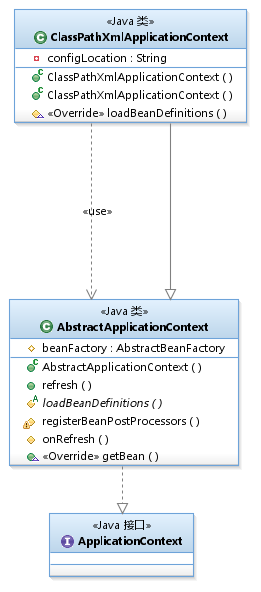 «Java 类»
ClassPathXmlApplicationContext
configLocation : String
ClassPathXmlApplicationContext ( )
ClassPathXmlApplicationContext ( )
«Override» loadBeanDefinitions ( )
«use»
«Java 类»
AbstractApplicationContext
beanFactory : AbstractBeanFactory
AbstractApplicationContext ( )
refresh ( )
loadBeanDefinitions ( )
registerBeanPostProcessors ( )
onRefresh ( )
«Override» getBean ( )
«Java 接口»
ApplicationContext